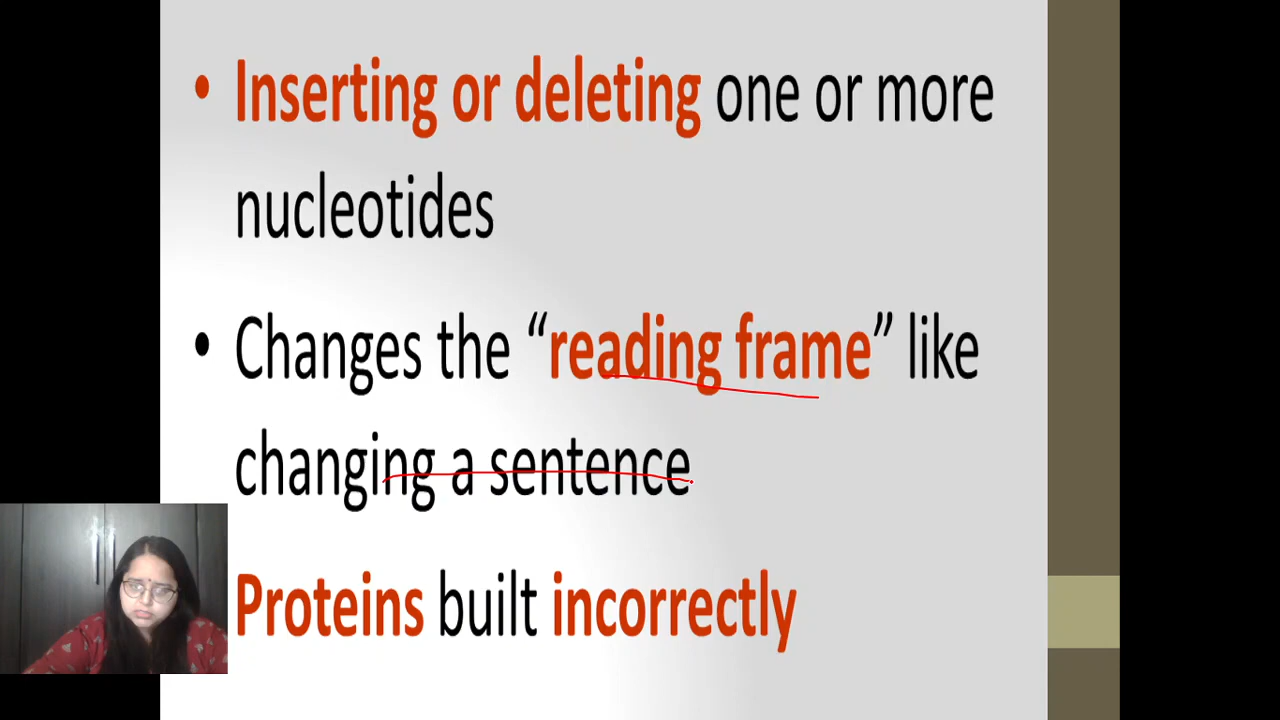 • Inserting or deleting one or more
nucleotides
• Changes the “reading frame” like
changing a sentence
Proteins built incorrectly